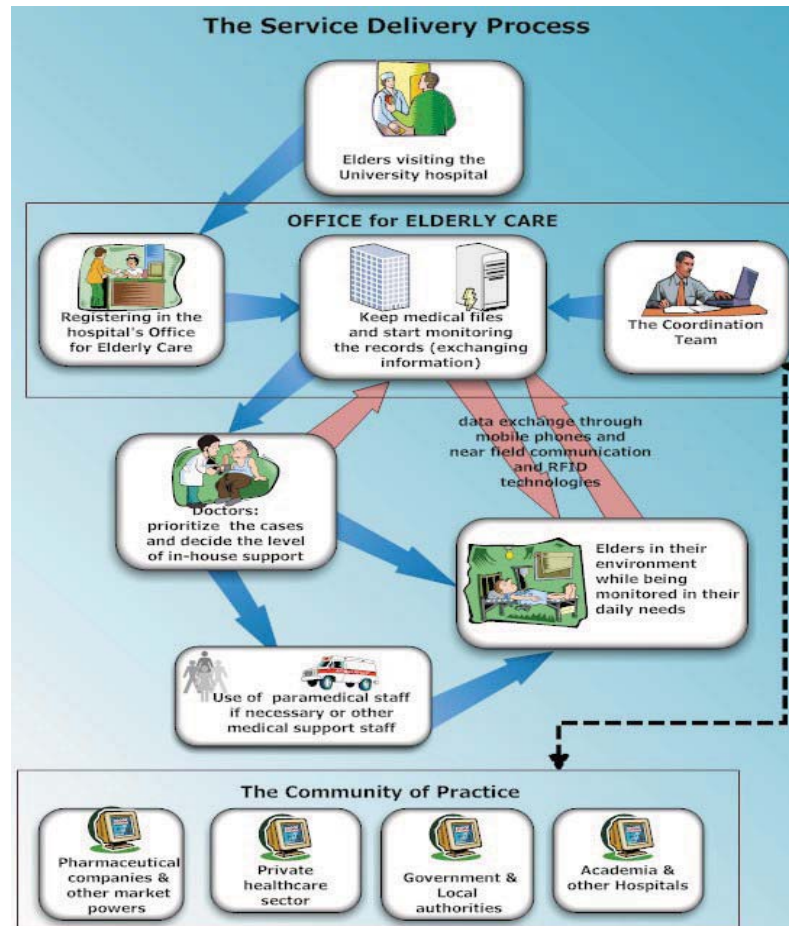 The Service Delivery Process
Elders visiting the
University hospital
OFFICE for ELDERLY CARE
Registering in the
hospital's Office
for Elderly Care
Keep medical files
and start monitoring
the records (exchanging
information)
The Coordination
Team
data exchange through
mobile phones and
near field communication
and RFID
technologies
Doctors:
prioritize the cases
and decide the level
of in-house support
Elders in their
environment
while being
monitored in their
daily needs
Use of paramedical staff
if necessary or other
medical support staff
The Community of Practice
Pharmaceutical
companies &
other market
powers
Private
healthcare
sector
Government &
Local
authorities
Academia &
other Hospitals